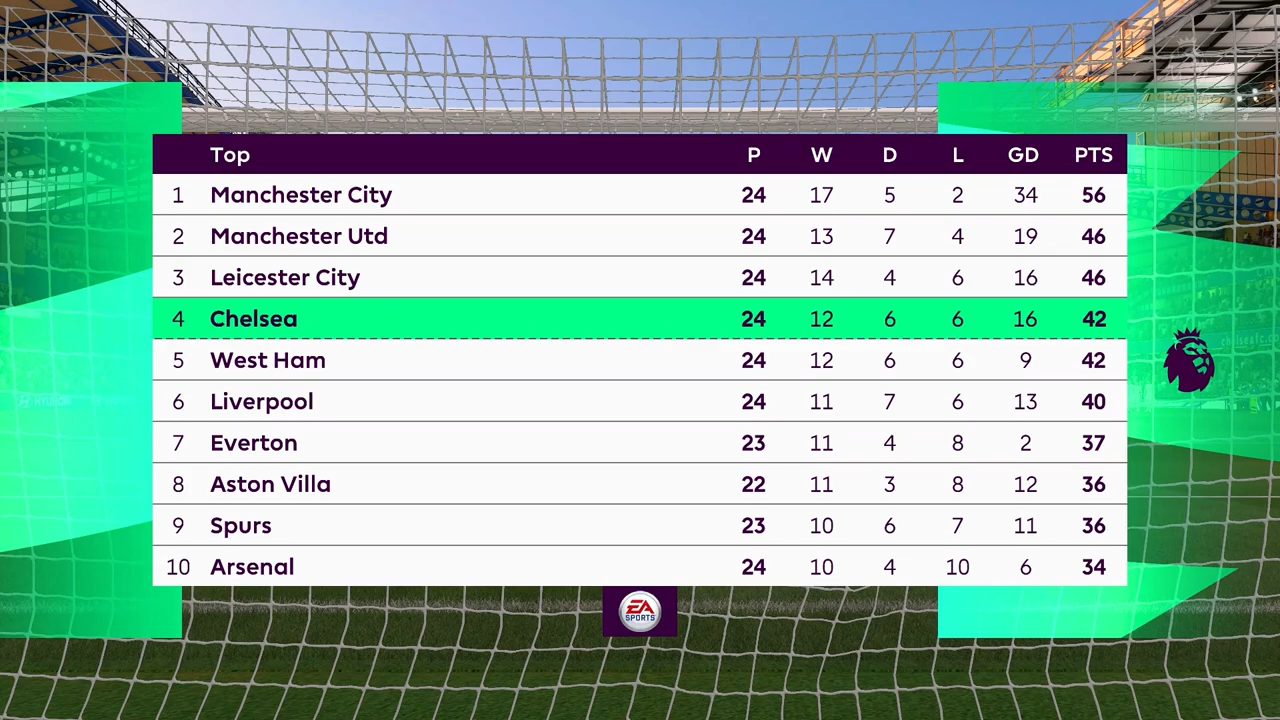 Top P W D L GD PTS
1 Manchester City 24 17 5 2 34 56
2 Manchester Utd 24 13 7 4 19 46
3 Leicester City 24 14 4 6 16 46
4 Chelsea 24 12 6 6 16 42
5 West Ham 24 12 6 6 9 42
6 Liverpool 24 11 7 6 13 40
7 Everton 23 11 4 8 2 37
8 Aston Villa 22 11 3 8 12 36
9 Spurs 23 10 6 7 11 36
10 Arsenal 24 10 4 10 6 34
EA
SPORTS
HYUNDAI
chelseafc.c